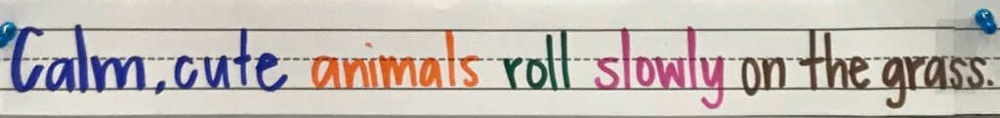 Calm, cute animals roll slowly on the grass.